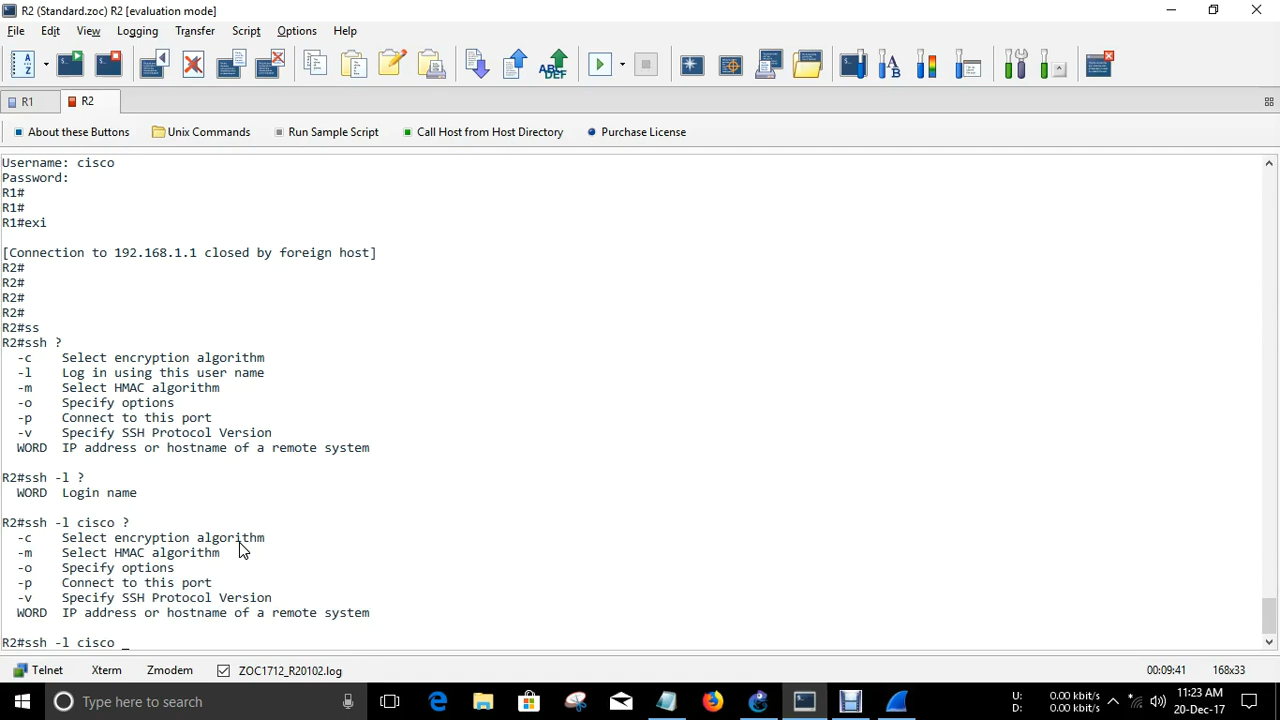 R2 (Standard.zoc) R2 [evaluation mode]
File Edit View Logging Transfer Script Options Help
R1 R2
About these Buttons Unix Commands Run Sample Script Call Host from Host Directory Purchase License
Username: cisco
Password:
R1#
R1#
R1#exi
[Connection to 192.168.1.1 closed by foreign host]
R2#
R2#
R2#
R2#
R2#ss
R2#ssh ?
-c Select encryption algorithm
-l Log in using this user name
-m Select HMAC algorithm
-o Specify options
-p Connect to this port
-v Specify SSH Protocol Version
WORD IP address or hostname of a remote system
R2#ssh -l ?
WORD Login name
R2#ssh -l cisco ?
-c Select encryption algorithm
-m Select HMAC algorithm
-o Specify options
-p Connect to this port
-v Specify SSH Protocol Version
WORD IP address or hostname of a remote system
R2#ssh -l cisco _
Telnet Xterm Zmodem ZOC1712_R20102.log 00:09:41 168x33
Type here to search U: 0.00 kbit/s 11:23 AM
D: 0.00 kbit/s 20-Dec-17